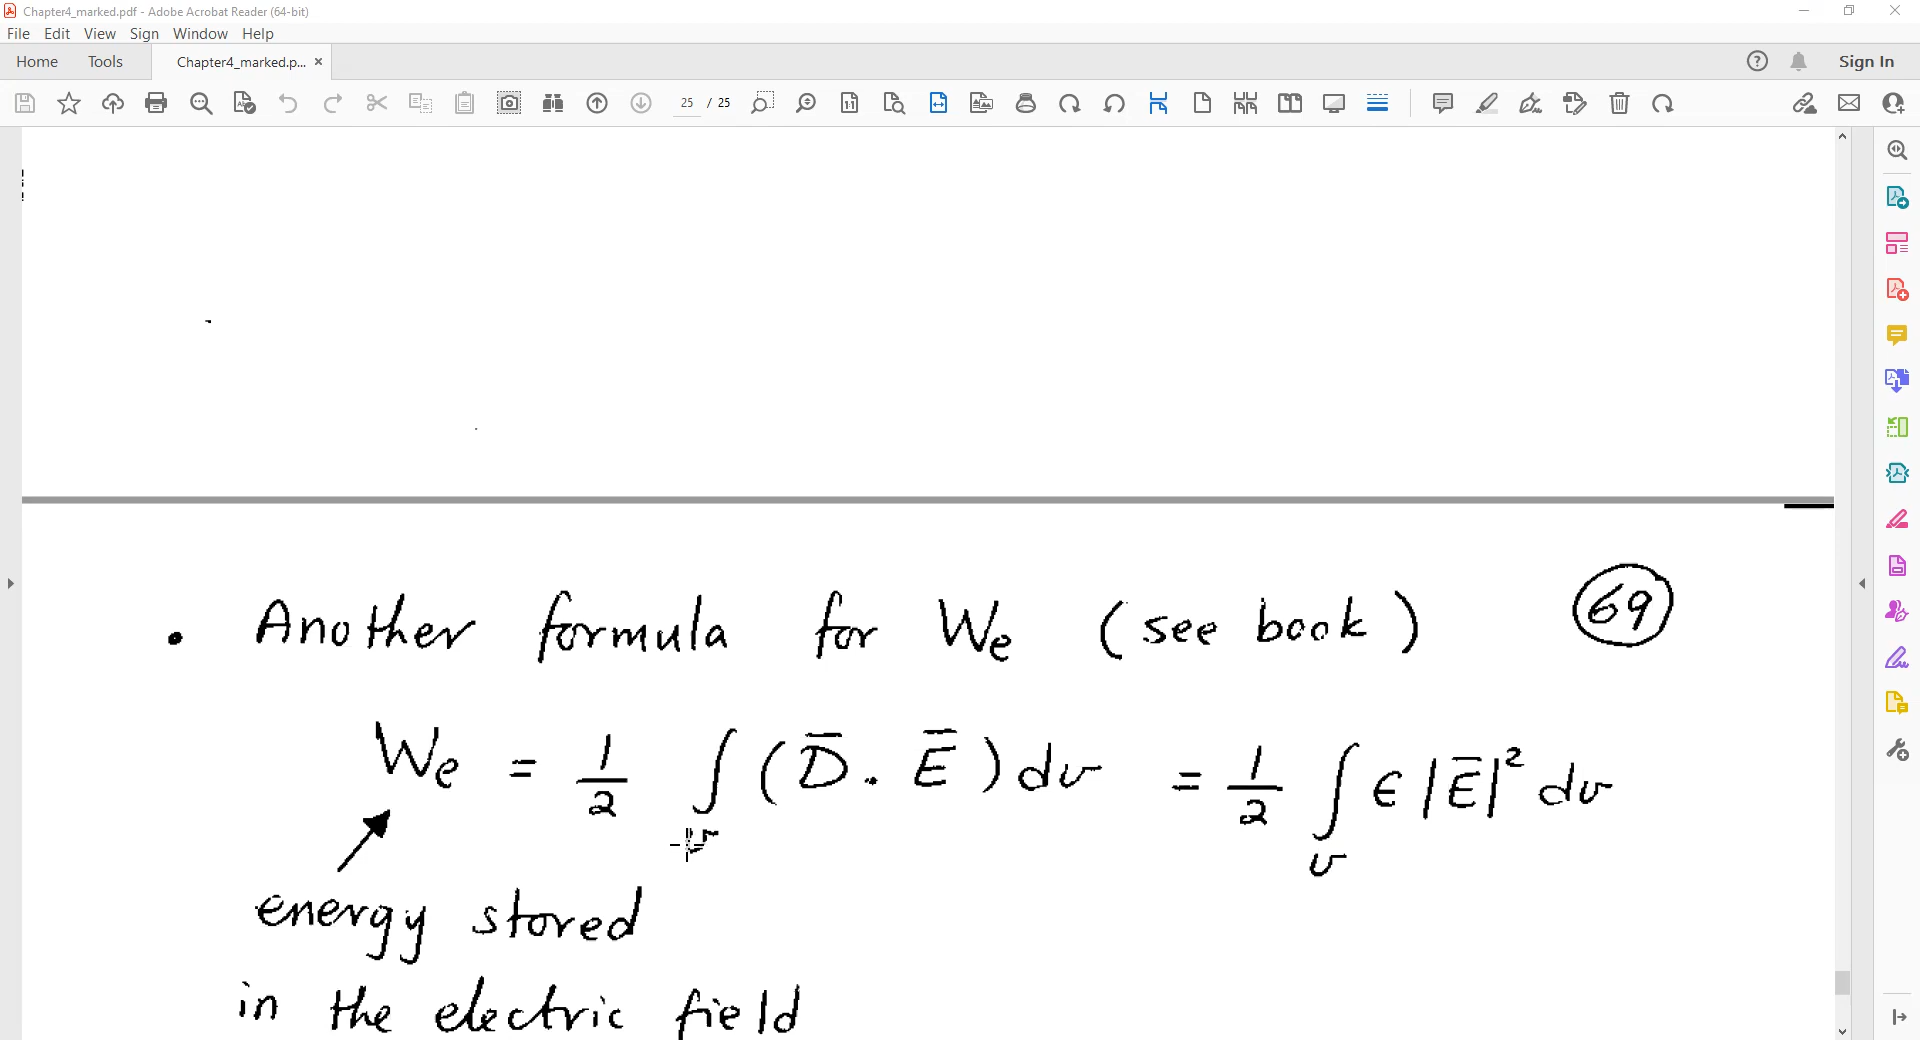 Chapter4_marked.pdf - Adobe Acrobat Reader (64-bit)
File Edit View Sign Window Help
Home Tools Chapter4_marked.p... × Sign In
25 / 25
• Another formula for We (see book) 69
We = 1/2 ∫v (D̄ . Ē) dv = 1/2 ∫v ϵ |Ē|² dv
energy stored
in the electric field